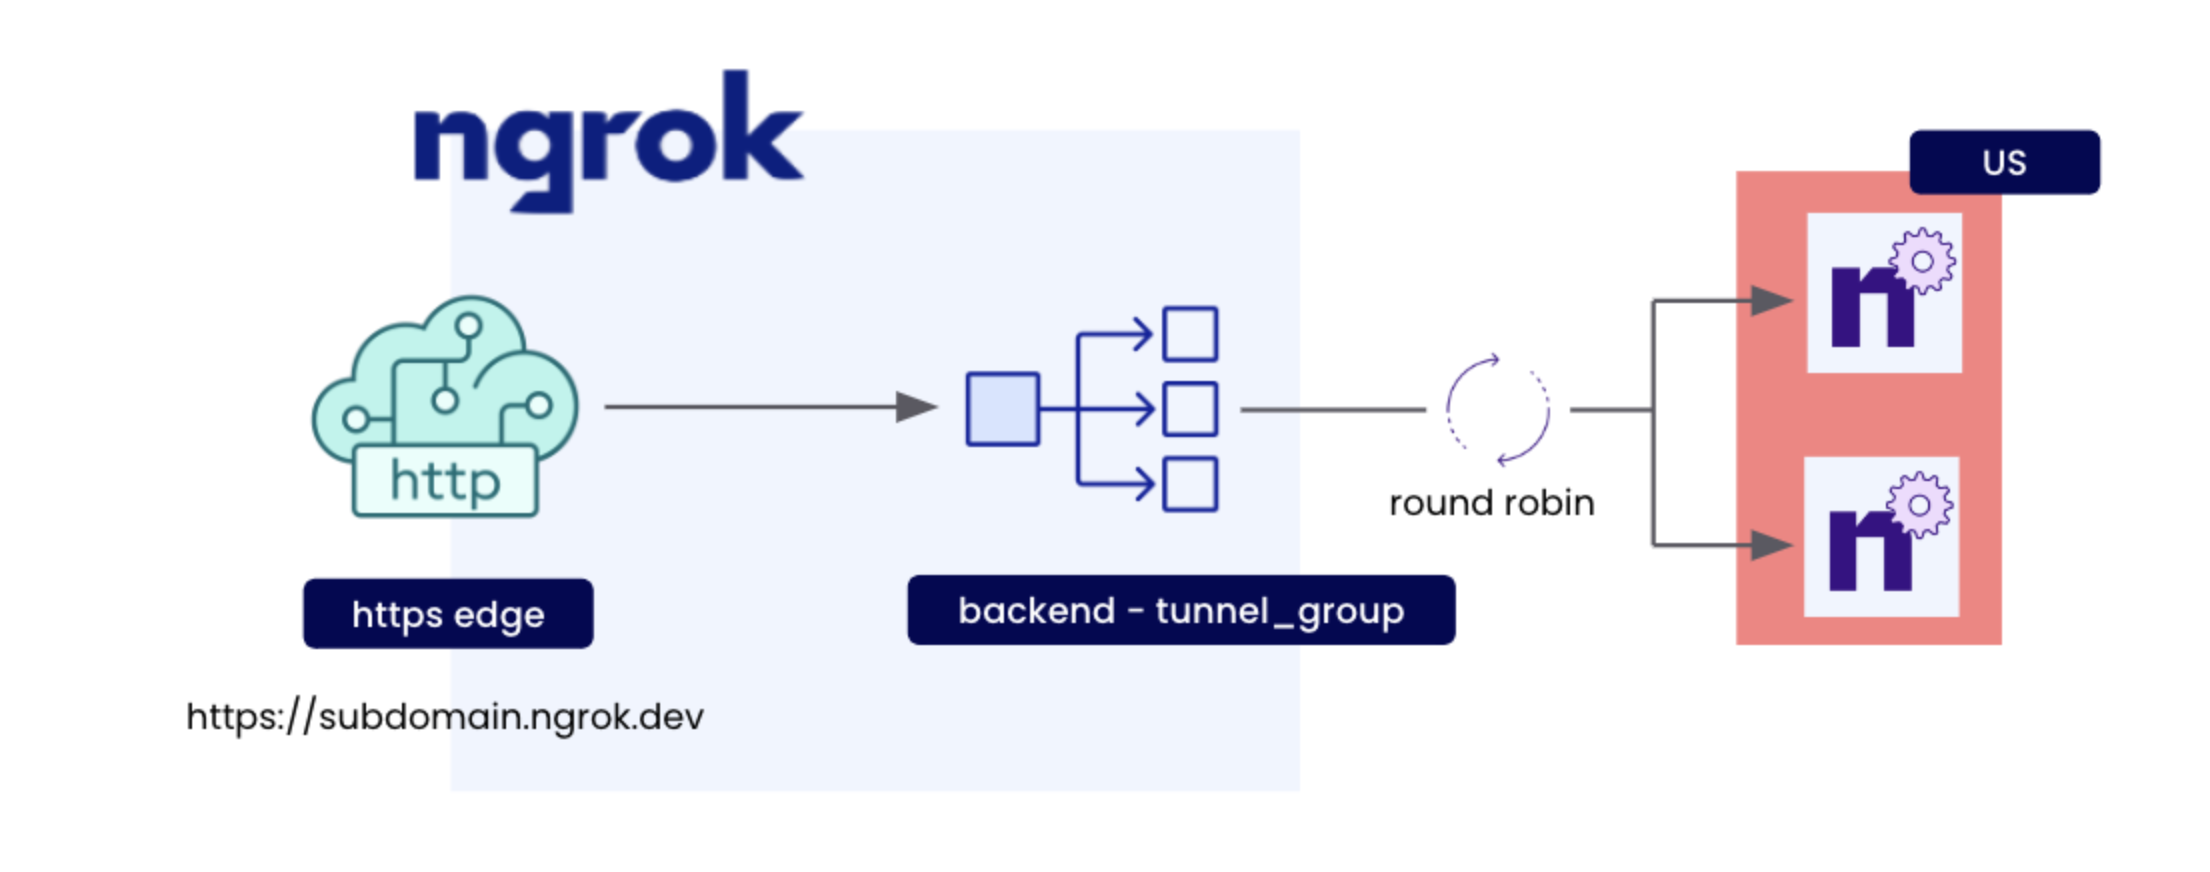 ngrok
US
n
http
round robin
n
https edge
backend - tunnel_group
https://subdomain.ngrok.dev